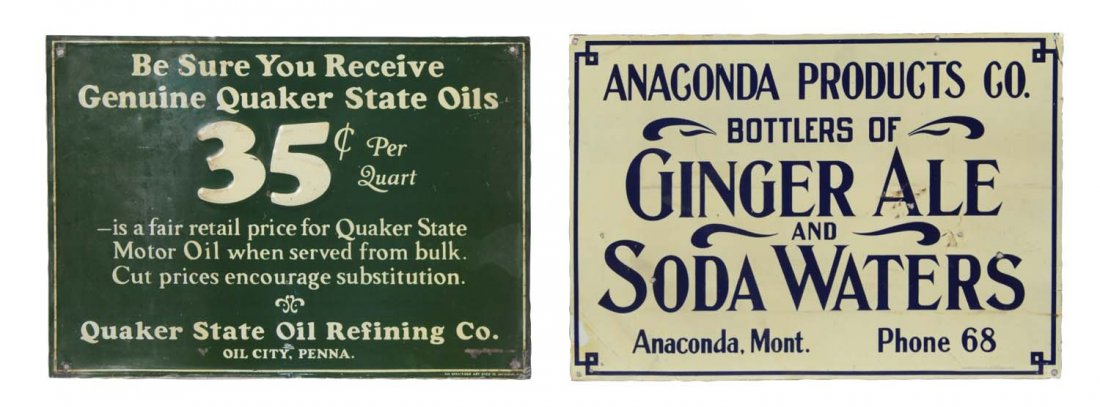 Be Sure You Receive
Genuine Quaker State Oils
35¢ Per
Quart
—is a fair retail price for Quaker State
Motor Oil when served from bulk.
Cut prices encourage substitution.
Quaker State Oil Refining Co.
OIL CITY, PENNA.
ANACONDA PRODUCTS CO.
BOTTLERS OF
GINGER ALE
AND
SODA WATERS
Anaconda, Mont. Phone 68